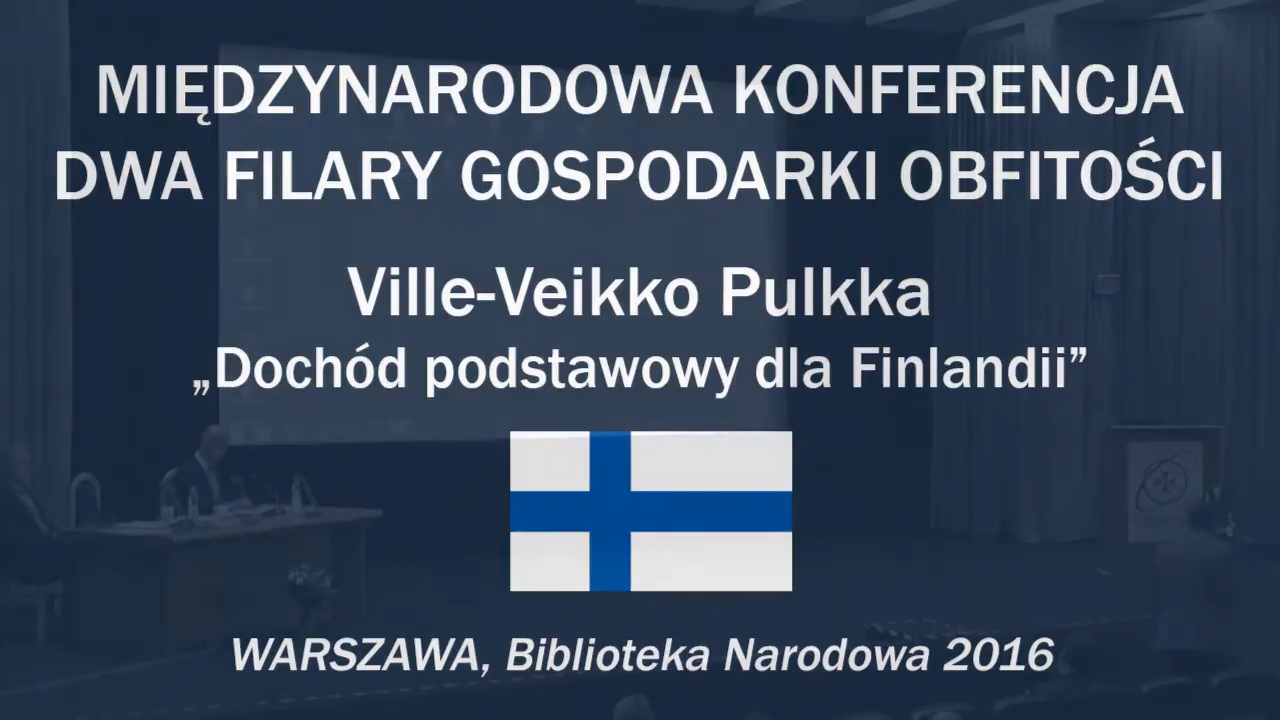 MIĘDZYNARODOWA KONFERENCJA
DWA FILARY GOSPODARKI OBFITOŚCI
Ville-Veikko Pulkka
„Dochód podstawowy dla Finlandii”
WARSZAWA, Biblioteka Narodowa 2016